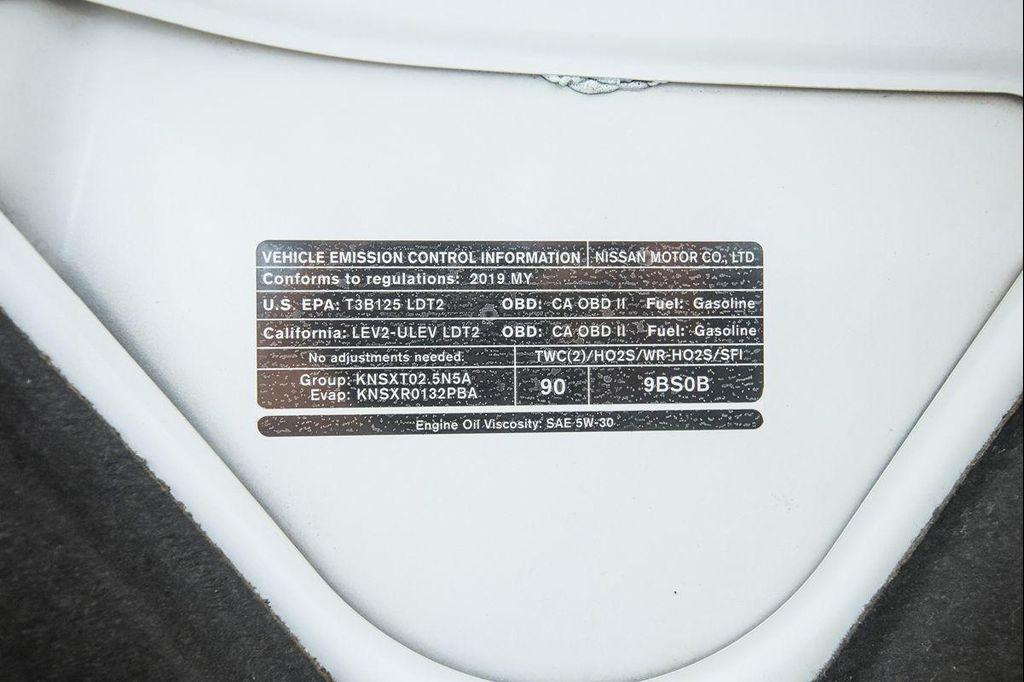 VEHICLE EMISSION CONTROL INFORMATION NISSAN MOTOR CO., LTD
Conforms to regulations: 2019 MY
U.S. EPA: T3B125 LDT2 OBD: CA OBD II Fuel: Gasoline
California: LEV2-ULEV LDT2 OBD: CA OBD II Fuel: Gasoline
No adjustments needed. TWC(2)/HO2S/WR-HO2S/SFI
Group: KNSXT02.5N5A
Evap: KNSXR0132PBA
90 9BS0B
Engine Oil Viscosity: SAE 5W-30